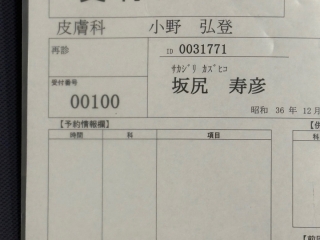 皮膚科 小野 弘登
再診
ID 0031771
ｻｶｼﾞﾘ ｶｽﾞﾋｺ
受付番号
00100
坂尻 寿彦
昭和 36 年 12月
【予約情報欄】
時間 科 項目